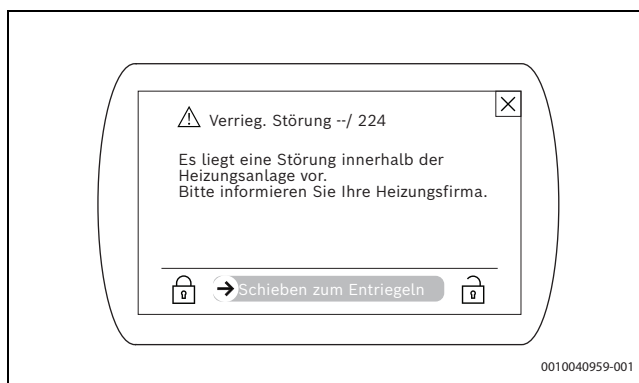 Verrieg. Störung --/ 224
Es liegt eine Störung innerhalb der
Heizungsanlage vor.
Bitte informieren Sie Ihre Heizungsfirma.
Schieben zum Entriegeln
0010040959-001